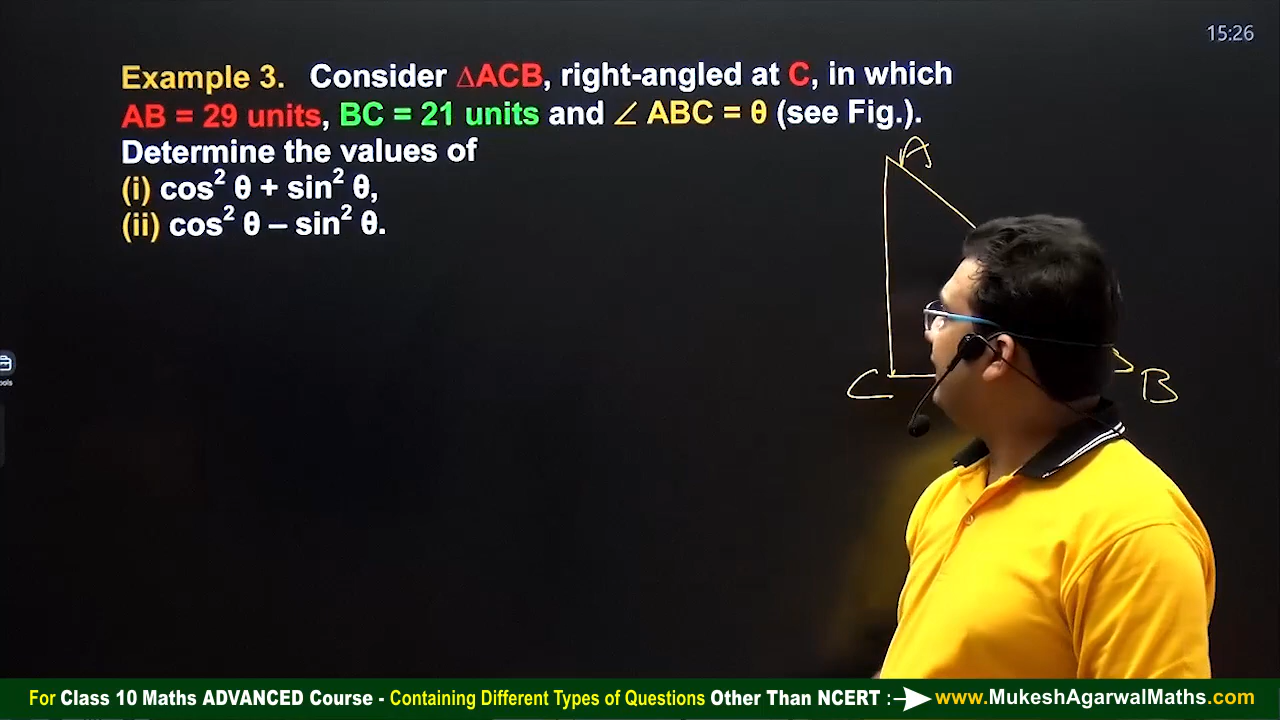 15:26
Example 3. Consider ∆ACB, right-angled at C, in which
AB = 29 units, BC = 21 units and ∠ ABC = θ (see Fig.).
Determine the values of
(i) cos² θ + sin² θ,
(ii) cos² θ – sin² θ.
A
C
B
ools
For Class 10 Maths ADVANCED Course - Containing Different Types of Questions Other Than NCERT :- www.MukeshAgarwalMaths.com